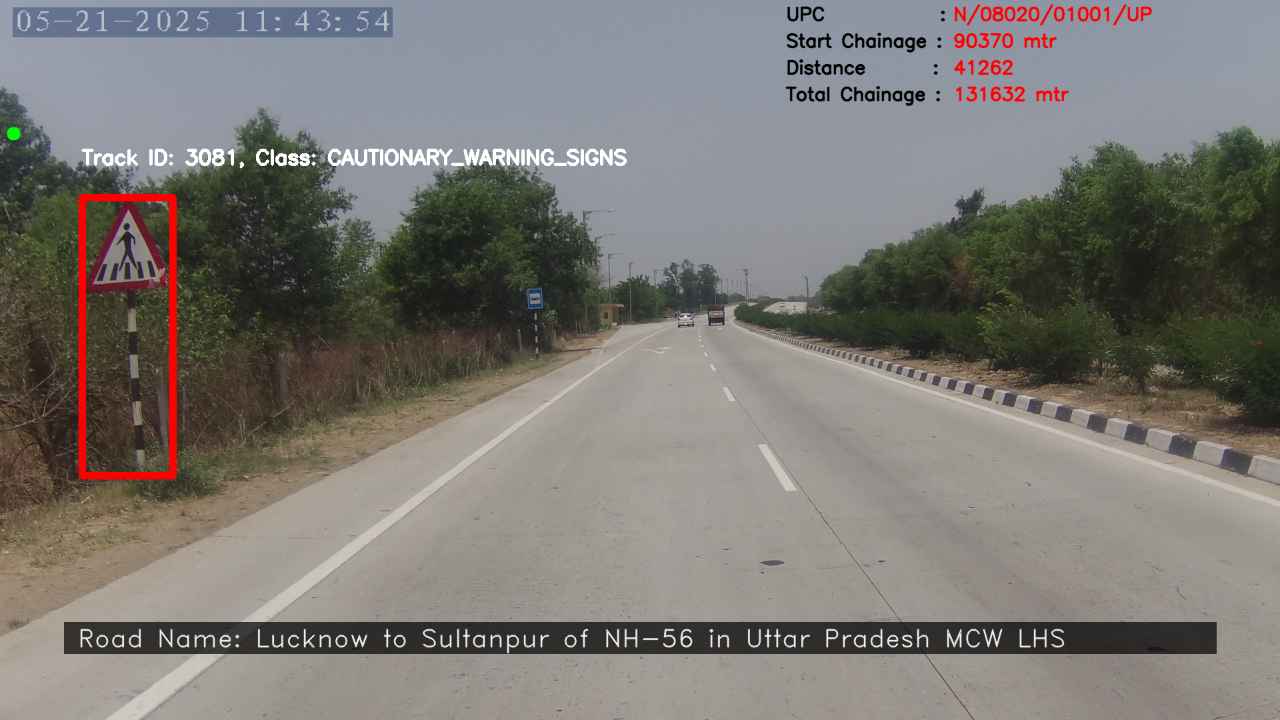 05-21-2025 11:43:54
UPC : N/08020/01001/UP
Start Chainage : 90370 mtr
Distance : 41262
Total Chainage : 131632 mtr
Track ID: 3081, Class: CAUTIONARY_WARNING_SIGNS
Road Name: Lucknow to Sultanpur of NH-56 in Uttar Pradesh MCW LHS